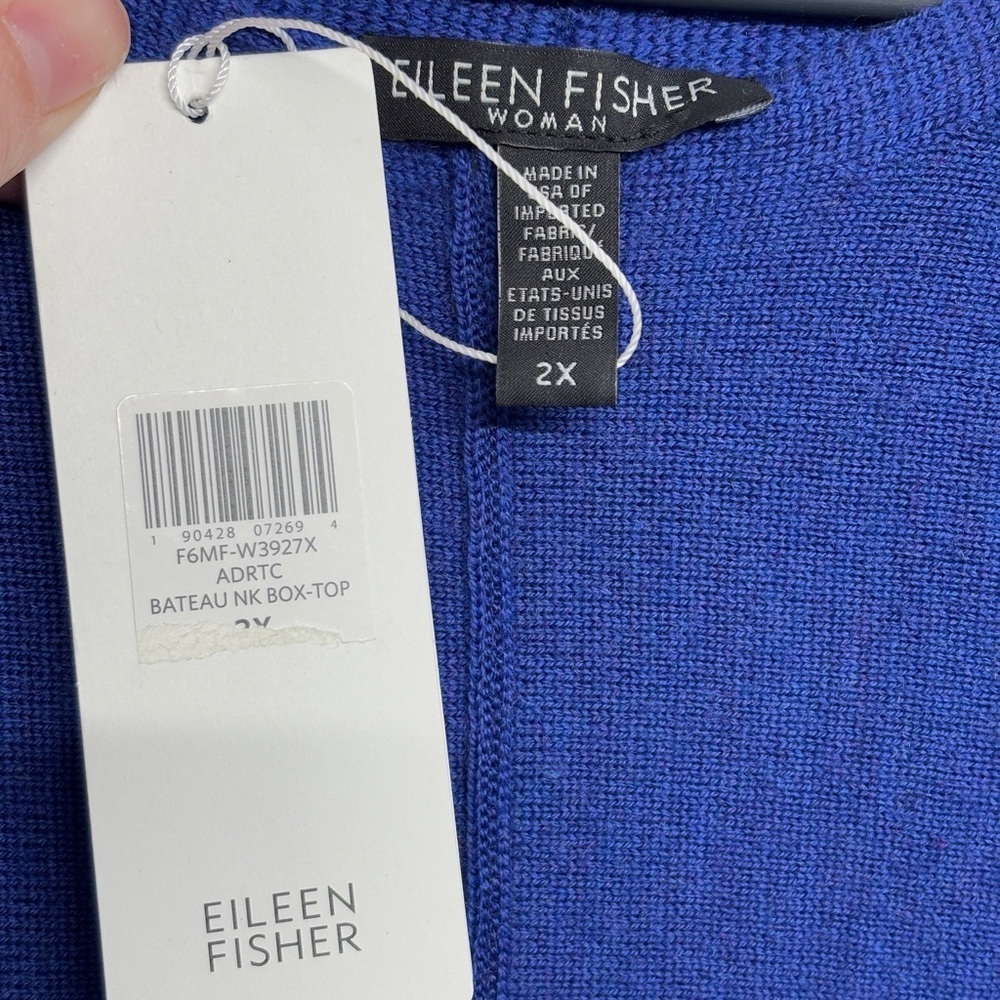 EILEEN FISHER
WOMAN
MADE IN
USA OF
IMPORTED
FABRIC/
FABRIQUÉ
AUX
ETATS-UNIS
DE TISSUS
IMPORTÉS
2X
1 90428 07269 4
F6MF-W3927X
ADRTC
BATEAU NK BOX-TOP
2X
EILEEN
FISHER